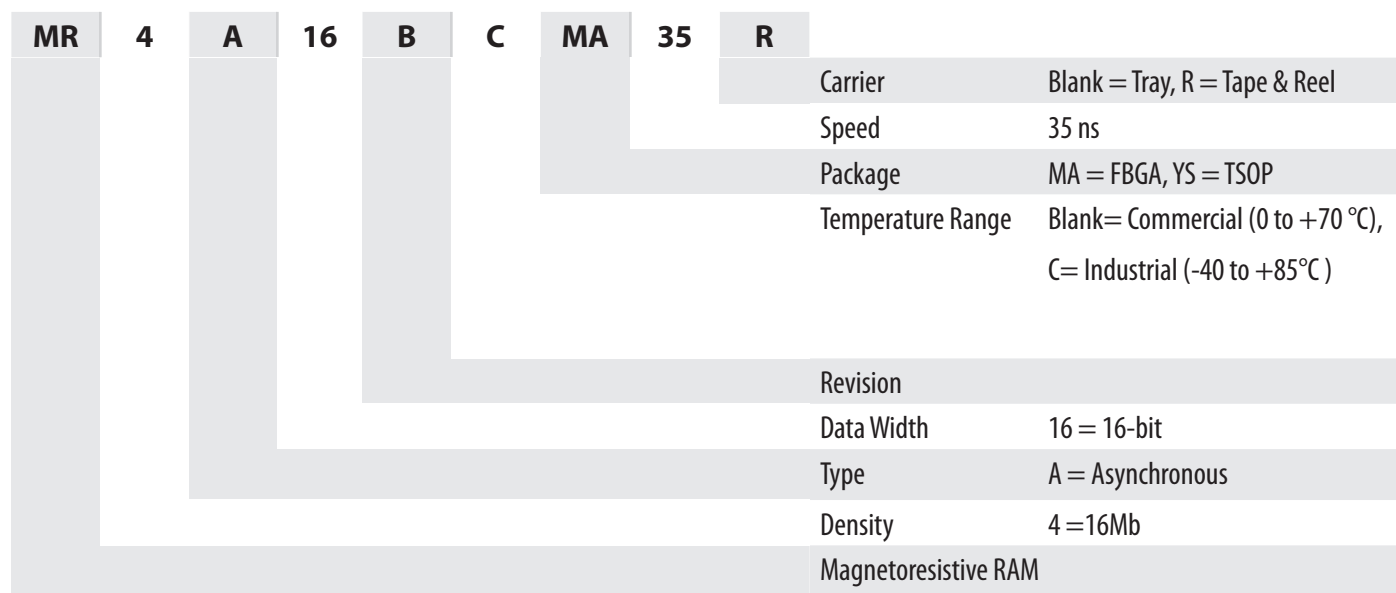 MR 4 A 16 B C MA 35 R
Carrier Blank = Tray, R = Tape & Reel
Speed 35 ns
Package MA = FBGA, YS = TSOP
Temperature Range Blank= Commercial (0 to +70 °C),
C= Industrial (-40 to +85°C )
Revision
Data Width 16 = 16-bit
Type A = Asynchronous
Density 4 =16Mb
Magnetoresistive RAM